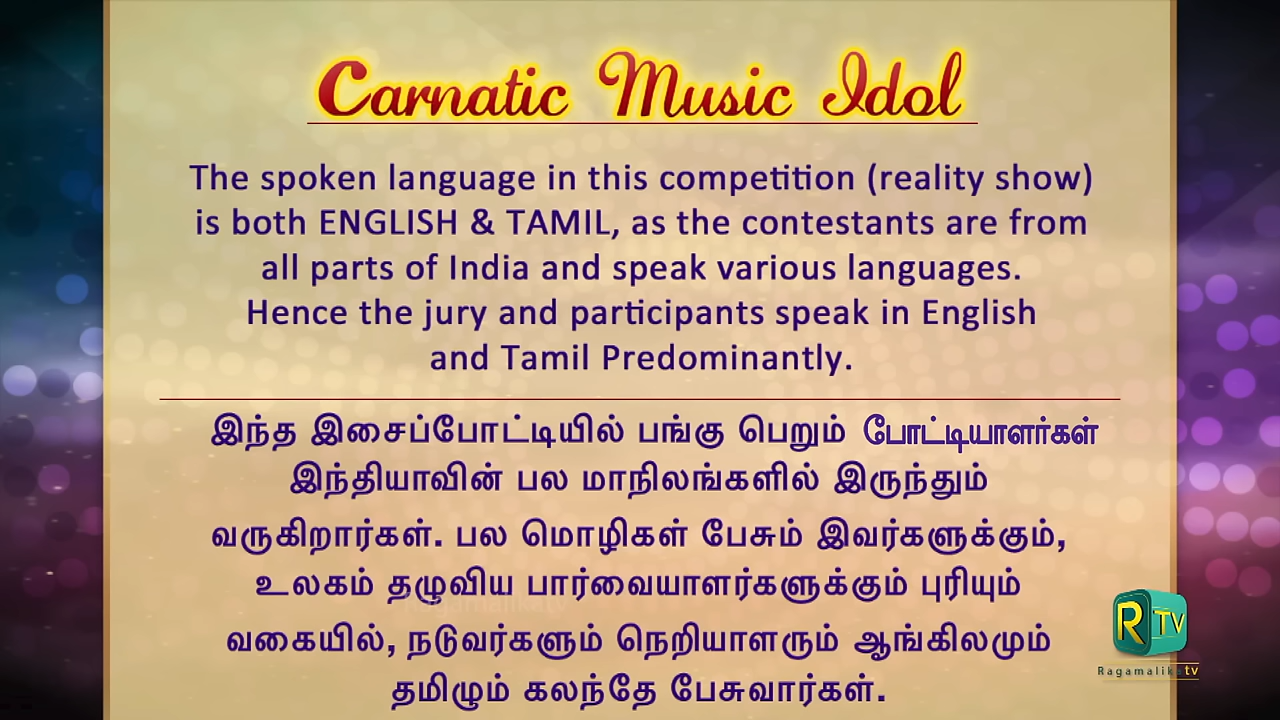 Carnatic Music Idol
The spoken language in this competition (reality show)
is both ENGLISH & TAMIL, as the contestants are from
all parts of India and speak various languages.
Hence the jury and participants speak in English
and Tamil Predominantly.
இந்த இசைப்போட்டியில் பங்கு பெறும் போட்டியாளர்கள்
இந்தியாவின் பல மாநிலங்களில் இருந்தும்
வருகிறார்கள். பல மொழிகள் பேசும் இவர்களுக்கும்,
உலகம் தழுவிய பார்வையாளர்களுக்கும் புரியும்
Ragamalikatv
வகையில், நடுவர்களும் நெறியாளரும் ஆங்கிலமும்
தமிழும் கலந்தே பேசுவார்கள்.
R TV
Ragamalikatv